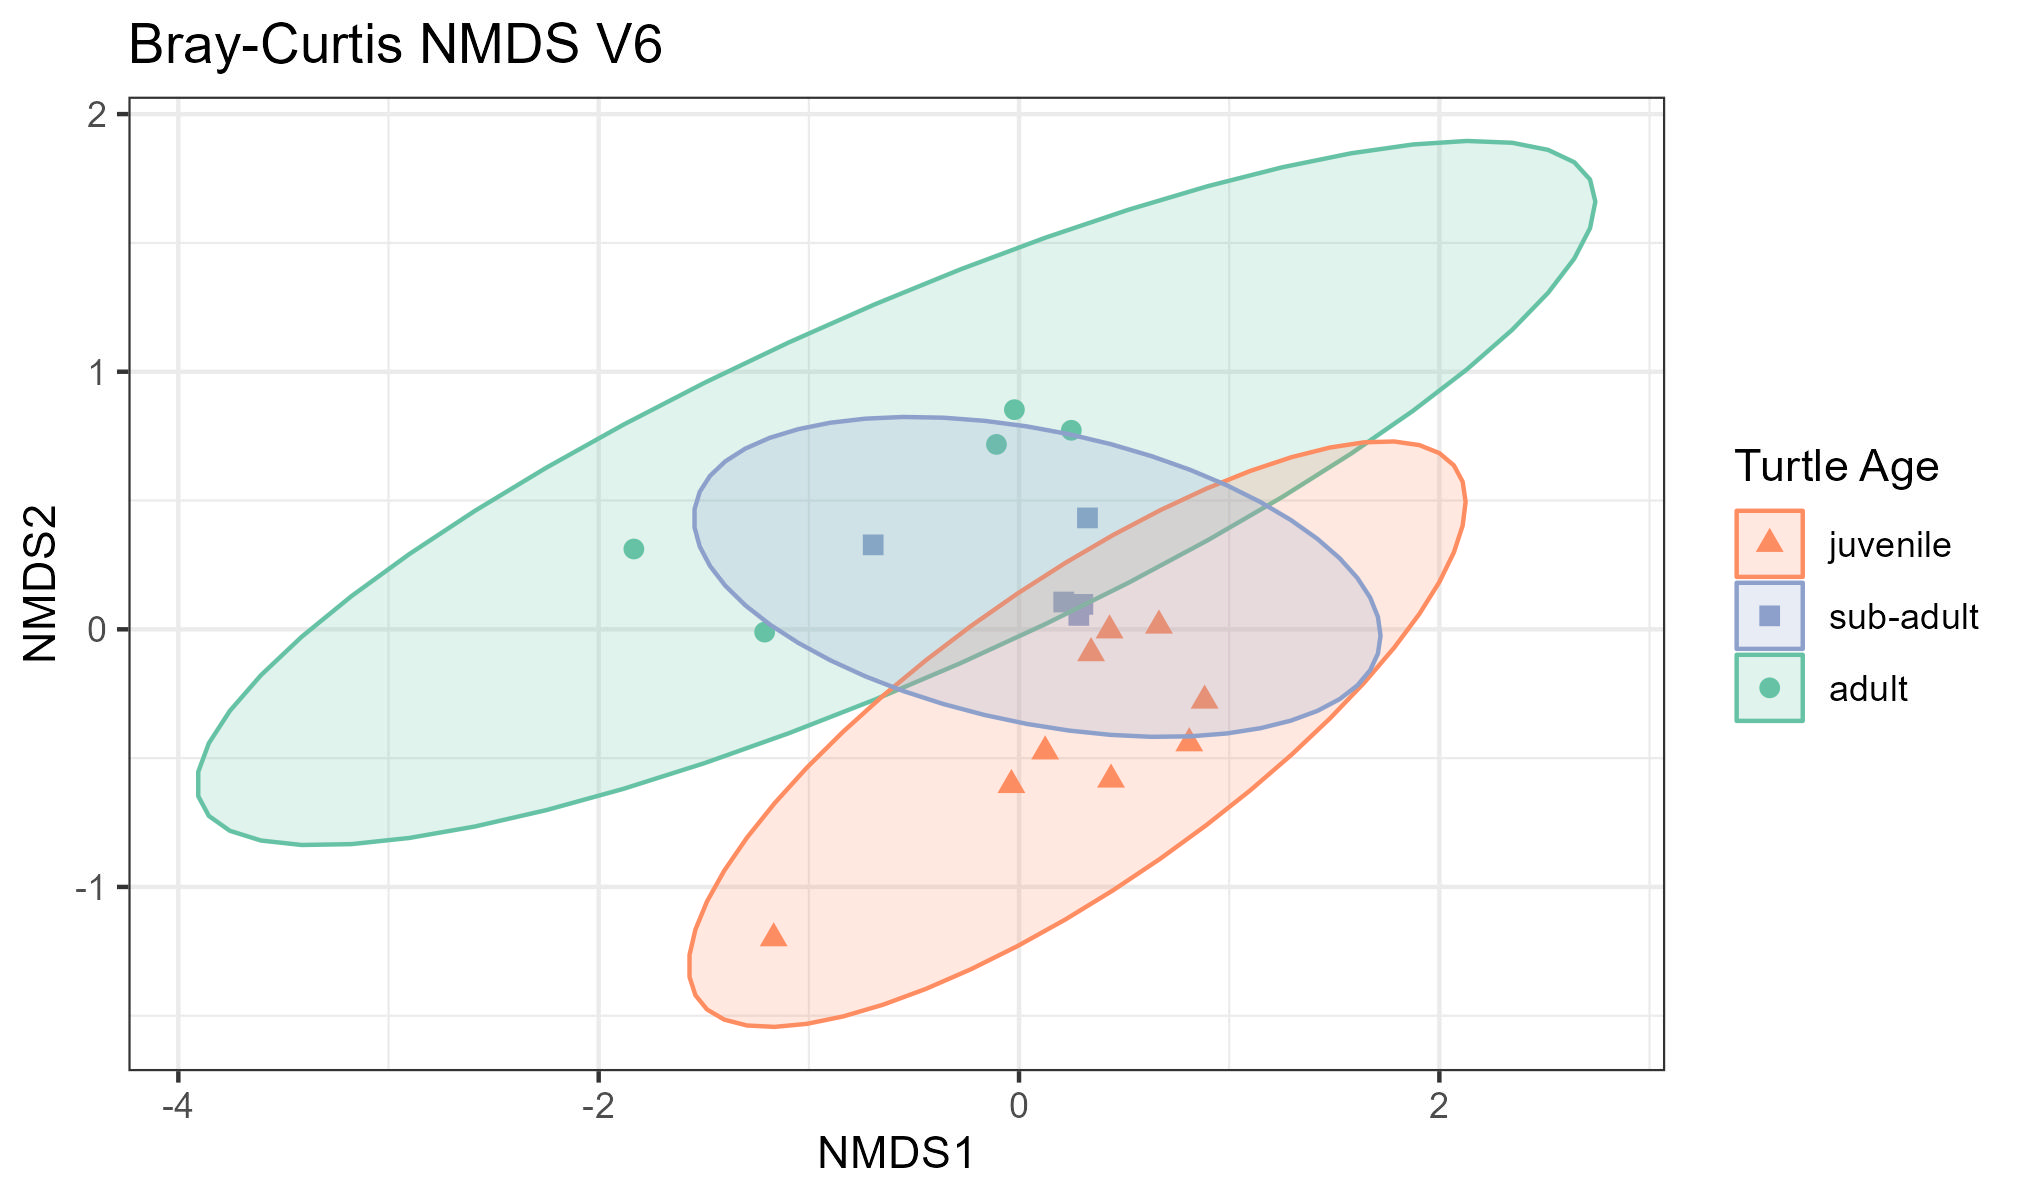 Bray-Curtis NMDS V6
2
1
0
-1
NMDS2
-4
-2
0
2
NMDS1
Turtle Age
juvenile
sub-adult
adult